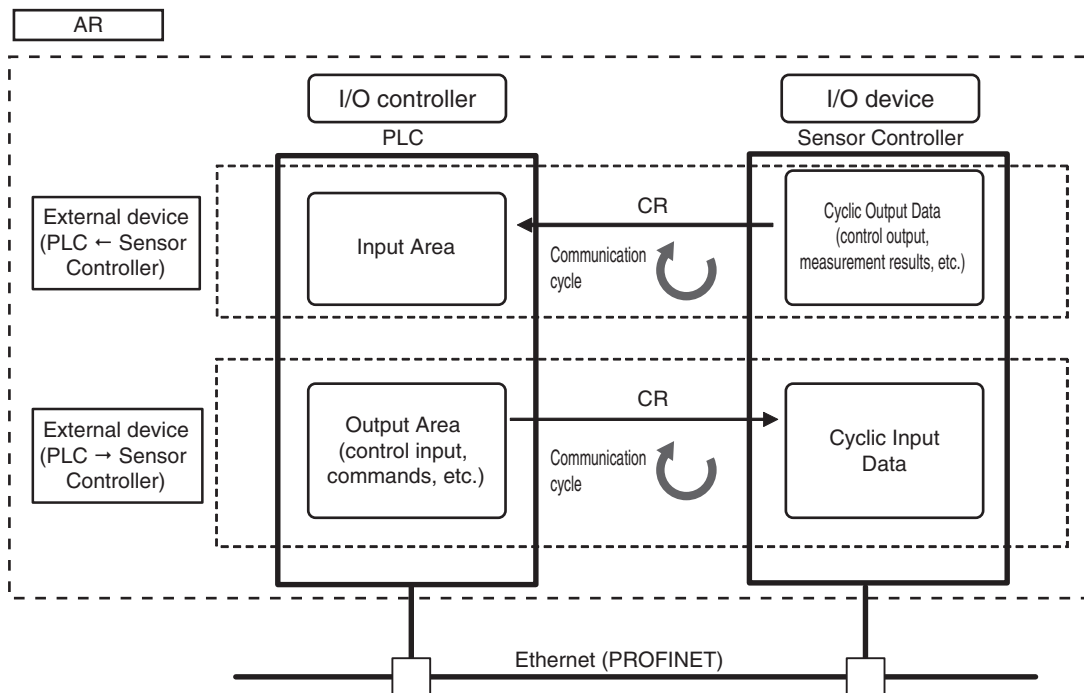 AR
I/O controller
I/O device
PLC
Sensor Controller
External device
(PLC ← Sensor
Controller)
Input Area
CR
Communication
cycle
Cyclic Output Data
(control output,
measurement results, etc.)
External device
(PLC → Sensor
Controller)
Output Area
(control input,
commands, etc.)
CR
Communication
cycle
Cyclic Input
Data
Ethernet (PROFINET)